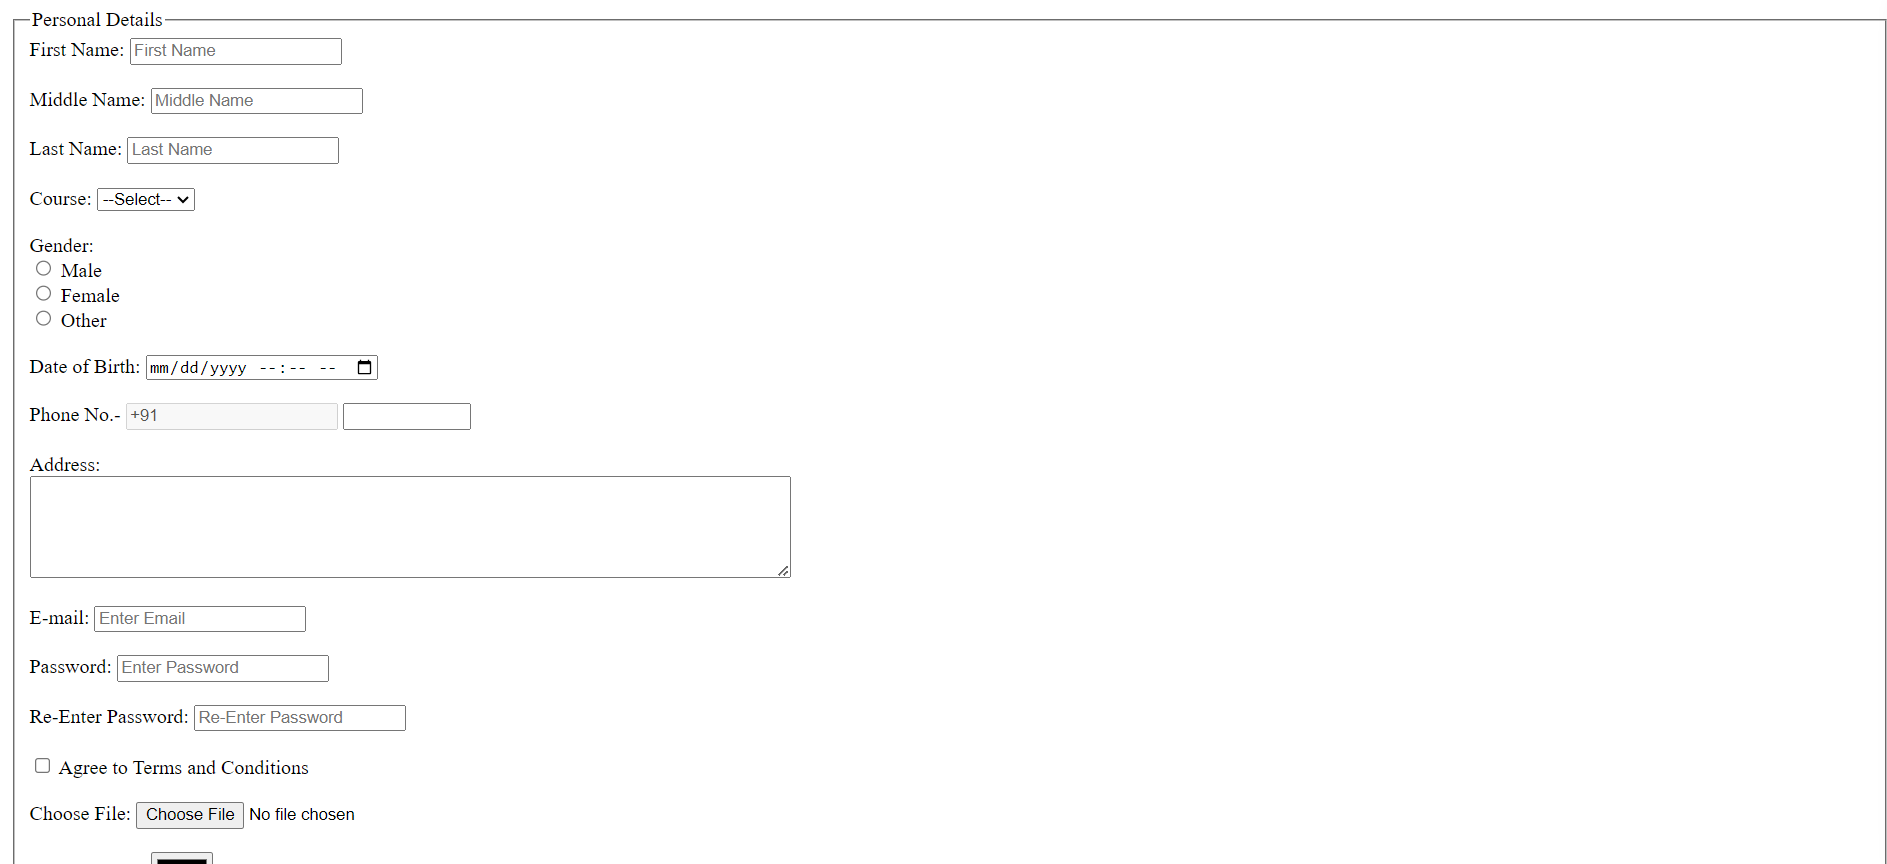 Personal Details
First Name: First Name
Middle Name: Middle Name
Last Name: Last Name
Course: --Select--
Gender:
Male
Female
Other
Date of Birth: mm/dd/yyyy --:-- --
Phone No.- +91
Address:
E-mail: Enter Email
Password: Enter Password
Re-Enter Password: Re-Enter Password
Agree to Terms and Conditions
Choose File: Choose File No file chosen